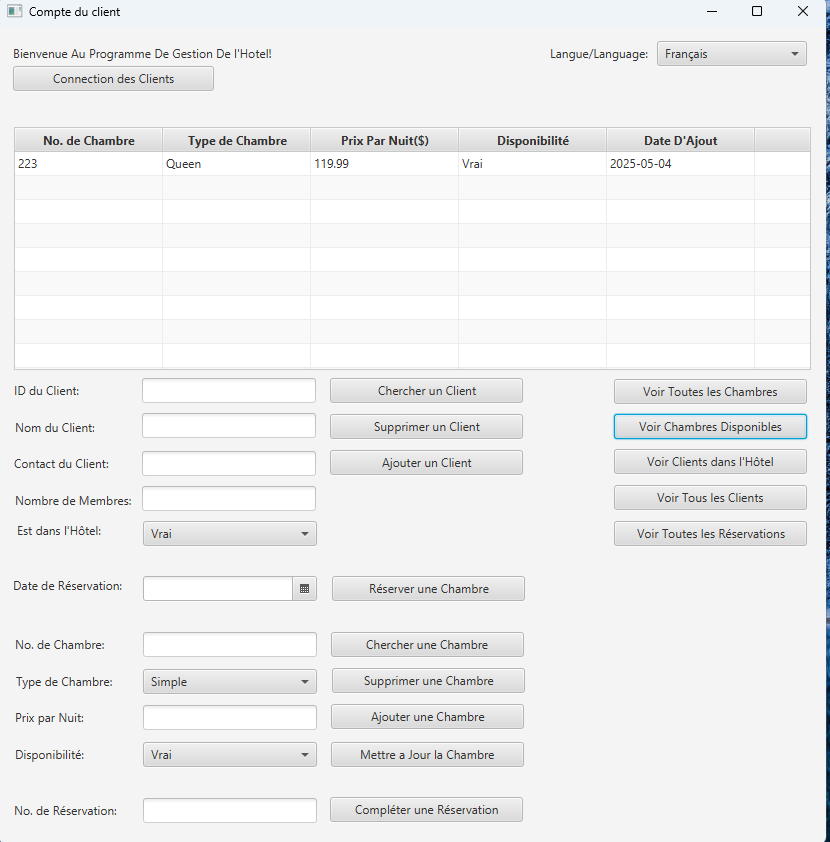 Compte du client
Bienvenue Au Programme De Gestion De l'Hotel!
Langue/Language: Français
Connection des Clients
No. de Chambre Type de Chambre Prix Par Nuit($) Disponibilité Date D'Ajout
223 Queen 119.99 Vrai 2025-05-04
ID du Client: Chercher un Client Voir Toutes les Chambres
Nom du Client: Supprimer un Client Voir Chambres Disponibles
Contact du Client: Ajouter un Client Voir Clients dans l'Hôtel
Nombre de Membres: Voir Tous les Clients
Est dans l'Hôtel: Vrai Voir Toutes les Réservations
Date de Réservation: Réserver une Chambre
No. de Chambre: Chercher une Chambre
Type de Chambre: Simple Supprimer une Chambre
Prix par Nuit: Ajouter une Chambre
Disponibilité: Vrai Mettre a Jour la Chambre
No. de Réservation: Compléter une Réservation